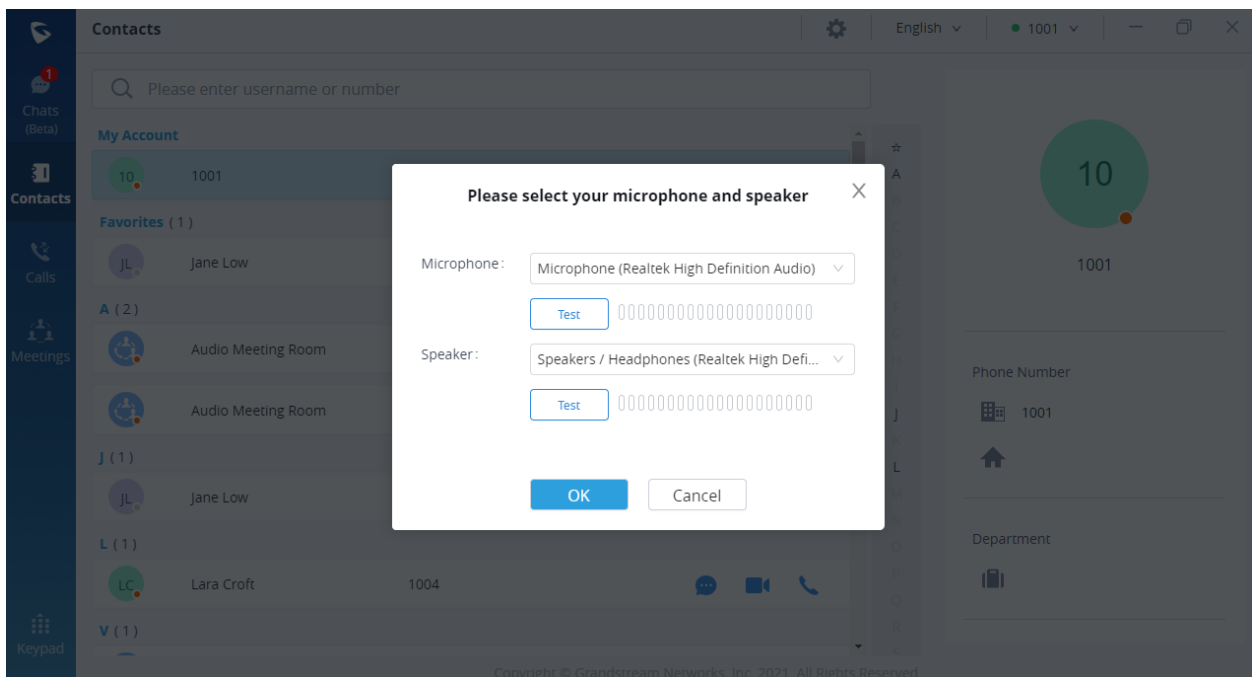 Contacts
English
1001
1
Chats
(Beta)
Contacts
Calls
Meetings
Keypad
Please enter username or number
My Account
10
1001
Favorites (1)
JL
Jane Low
A (2)
Audio Meeting Room
Audio Meeting Room
J (1)
JL
Jane Low
L (1)
LC
Lara Croft
1004
V (1)
A
J
L
Please select your microphone and speaker
Microphone:
Microphone (Realtek High Definition Audio)
Test
Speaker:
Speakers / Headphones (Realtek High Defi...
Test
OK
Cancel
10
1001
Phone Number
1001
Department
Copyright © Grandstream Networks, Inc. 2021. All Rights Reserved.